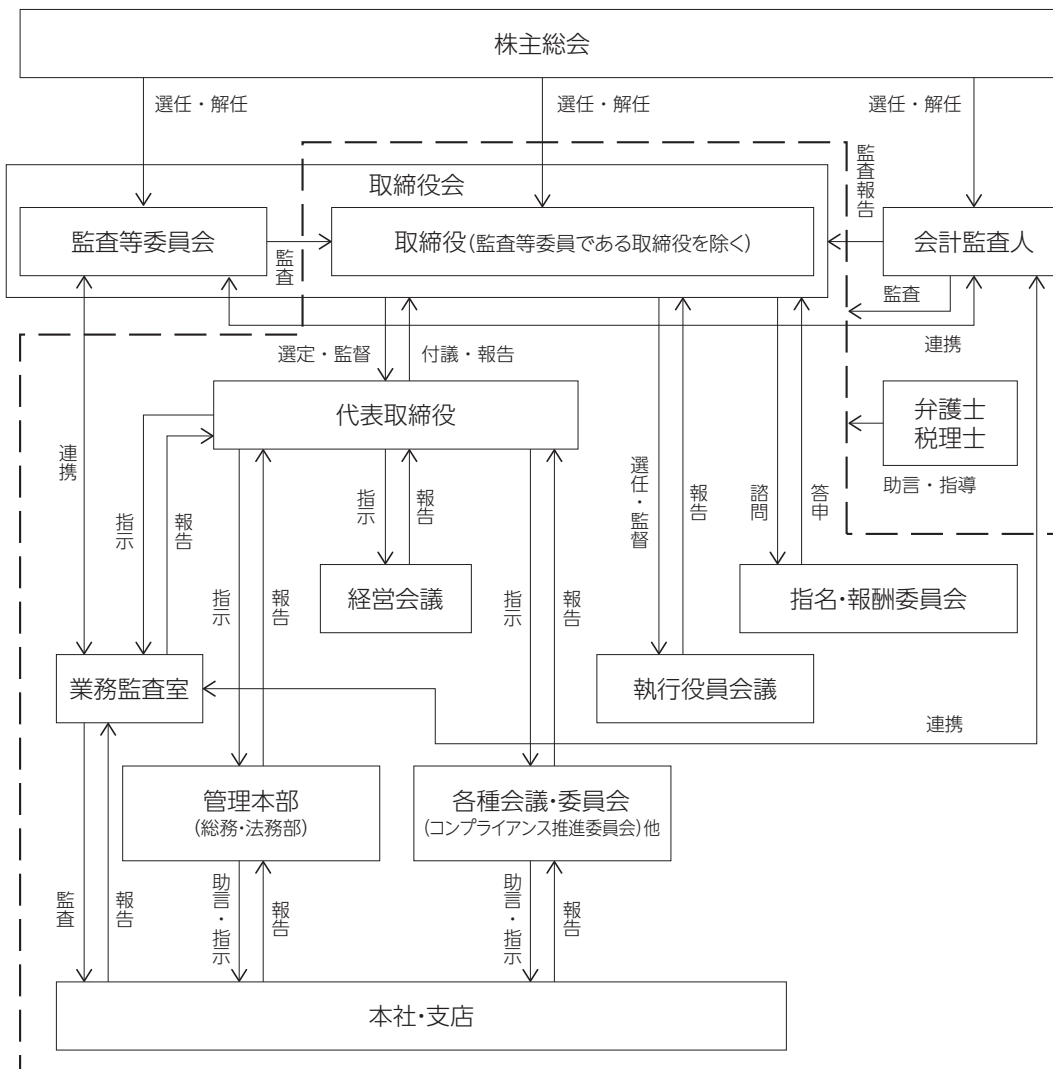 株主総会
選任・解任
選任・解任
選任・解任
監査報告
取締役会
監査等委員会
監査
取締役(監査等委員である取締役を除く)
会計監査人
監査
連携
選定・監督
付議・報告
代表取締役
弁護士
税理士
助言・指導
連携
指示
報告
指示
報告
選任・監督
報告
諮問
答申
経営会議
指名・報酬委員会
指示
報告
指示
報告
業務監査室
執行役員会議
連携
管理本部
(総務・法務部)
各種会議・委員会
(コンプライアンス推進委員会)他
監査
報告
助言・指示
報告
助言・指示
報告
本社・支店